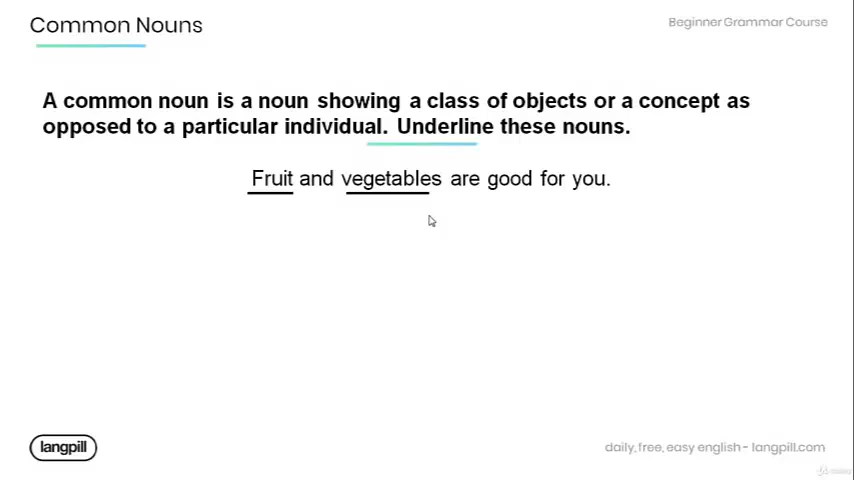 Common Nouns
Beginner Grammar Course
A common noun is a noun showing a class of objects or a concept as
opposed to a particular individual. Underline these nouns.
Fruit and vegetables are good for you.
langpill
daily, free, easy english - langpill.com